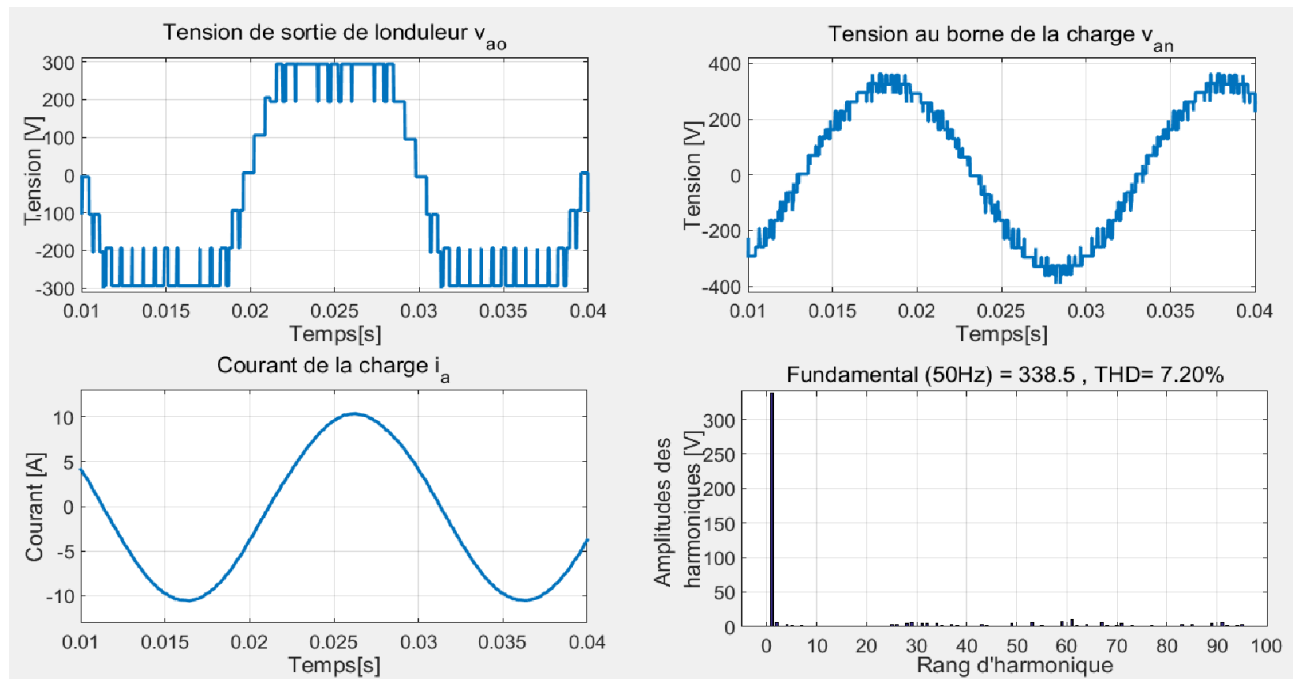 Tension de sortie de londuleur v_ao
Tension [V]
300
200
100
0
-100
-200
-300
0.01 0.015 0.02 0.025 0.03 0.035 0.04
Temps[s]
Tension au borne de la charge v_an
Tension [V]
400
200
0
-200
-400
0.01 0.015 0.02 0.025 0.03 0.035 0.04
Temps[s]
Courant de la charge i_a
Courant [A]
10
5
0
-5
-10
0.01 0.015 0.02 0.025 0.03 0.035 0.04
Temps[s]
Fundamental (50Hz) = 338.5 , THD= 7.20%
Amplitudes des
harmoniques [V]
300
250
200
150
100
50
0
0 10 20 30 40 50 60 70 80 90 100
Rang d'harmonique